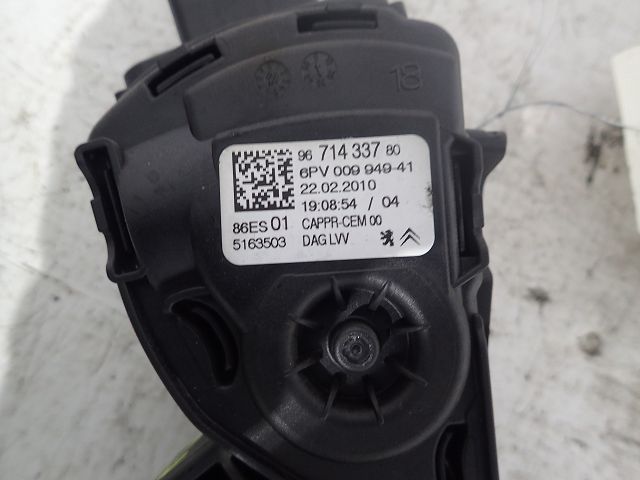 18
96 714 337 80
6PV 009 949-41
22.02.2010
19:08:54 / 04
86ES 01 CAPPR-CEM 00
5163503 DAG LVV